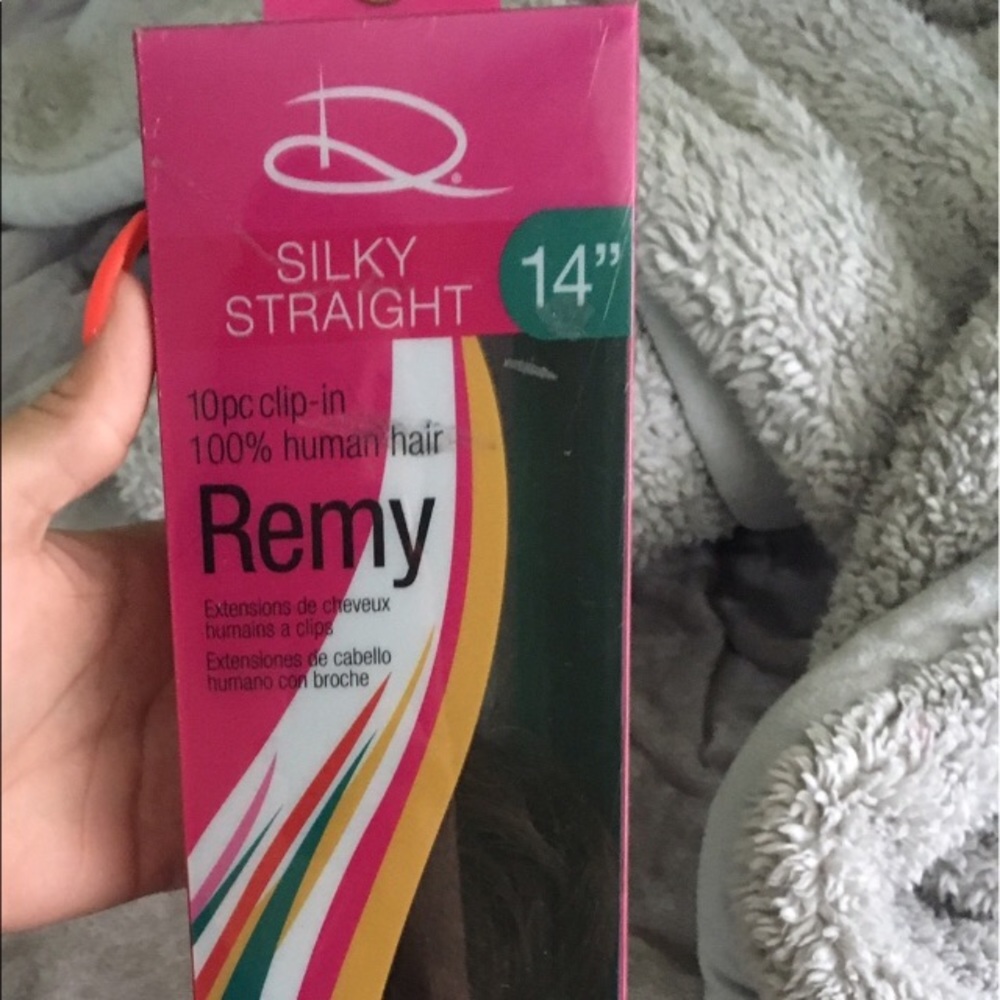 SILKY
STRAIGHT
14”
10pc clip-in
100% human hair
Remy
Extensions de cheveux
humains a clips
Extensiones de cabello
humano con broche